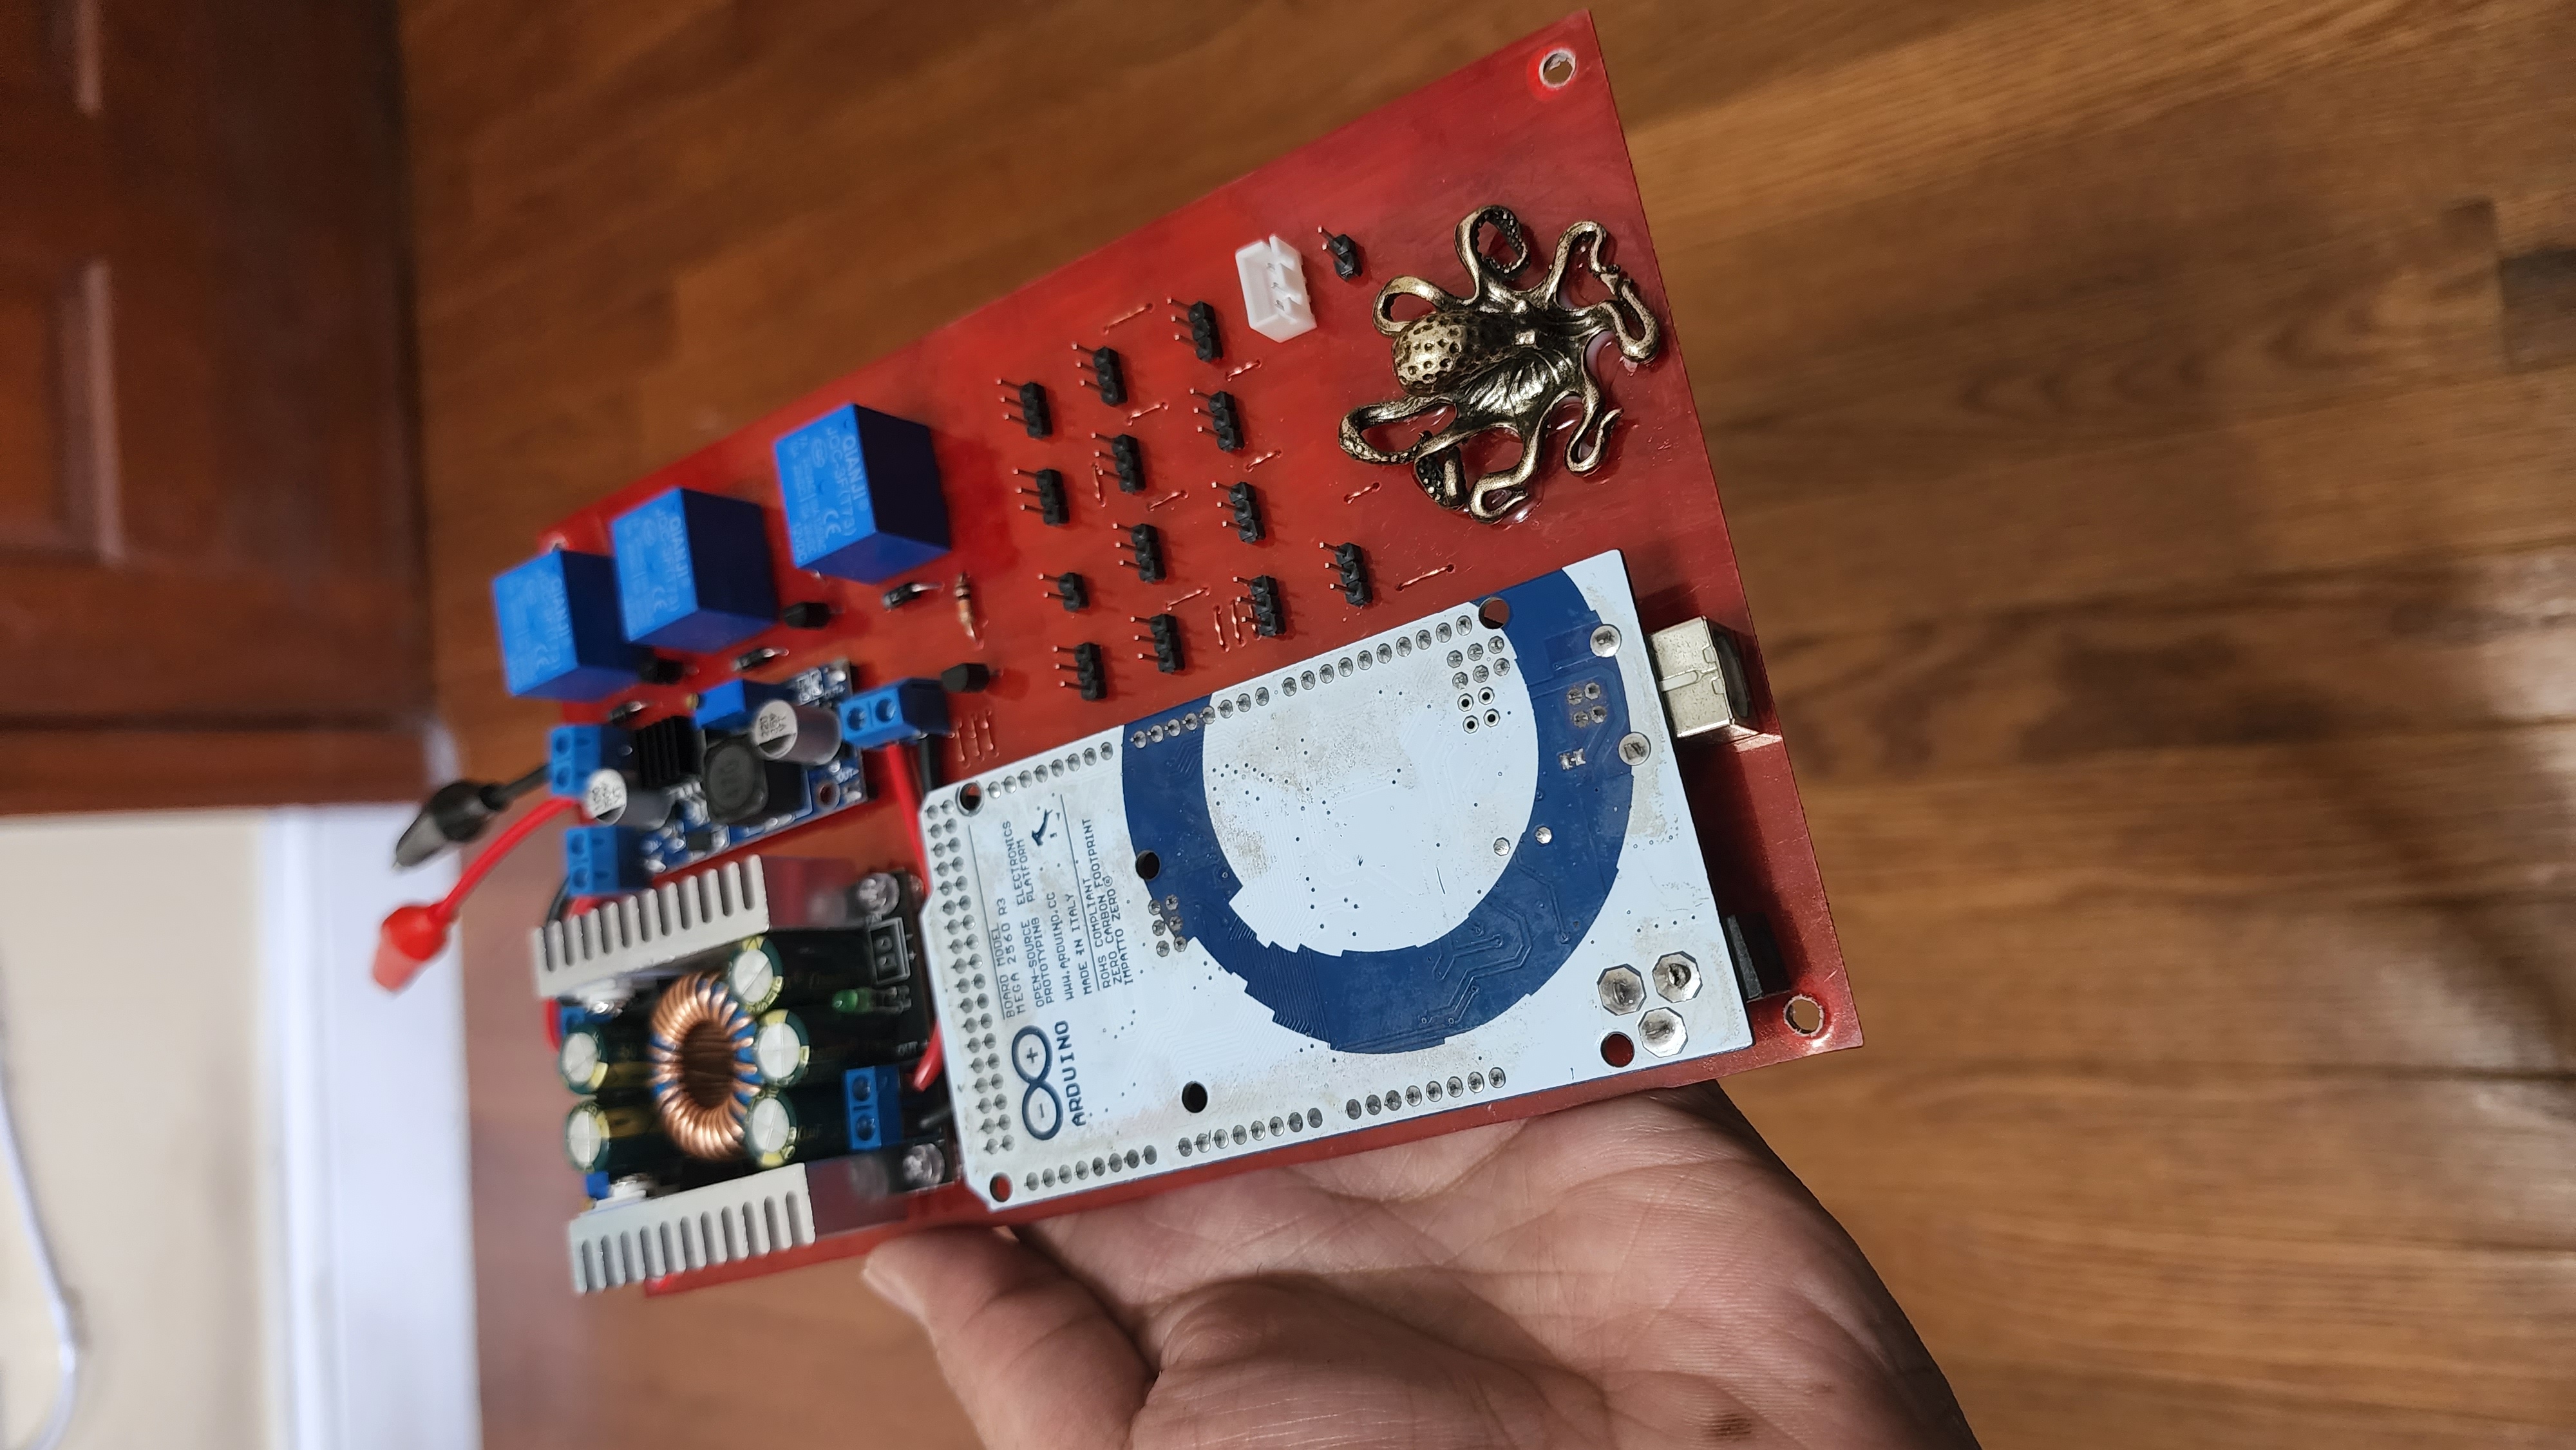 QIANJI
JQC-3F(T73)
QIANJI
JQC-3F(T73)
QIANJI
JQC-3F(T73)
12VDC
100
220
BOARD MODEL
MEGA 2560 R3
OPEN-SOURCE ELECTRONICS
PROTOTYPING PLATFORM
WWW.ARDUINO.CC
MADE IN ITALY
ROHS COMPLIANT
ZERO CARBON FOOTPRINT
IMPATTO ZERO®
ARDUINO